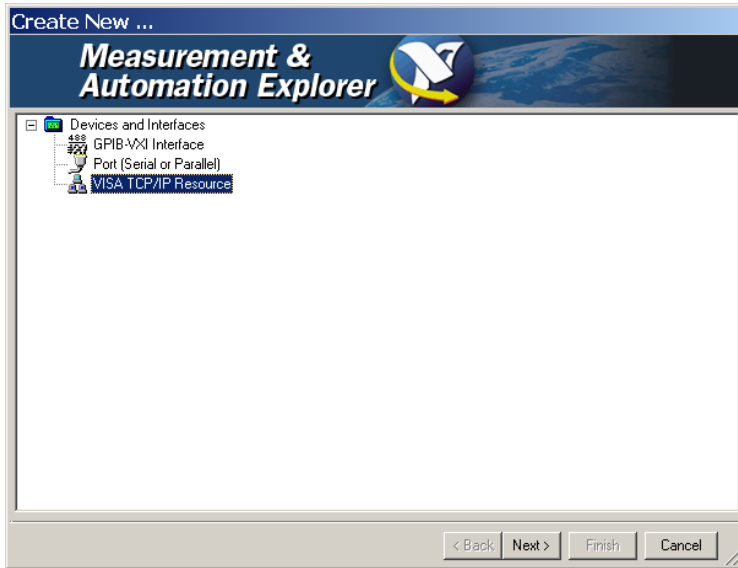 Create New ...
Measurement &
Automation Explorer
Devices and Interfaces
488
VXI
GPIB-VXI Interface
Port (Serial or Parallel)
VISA TCP/IP Resource
< Back Next > Finish Cancel